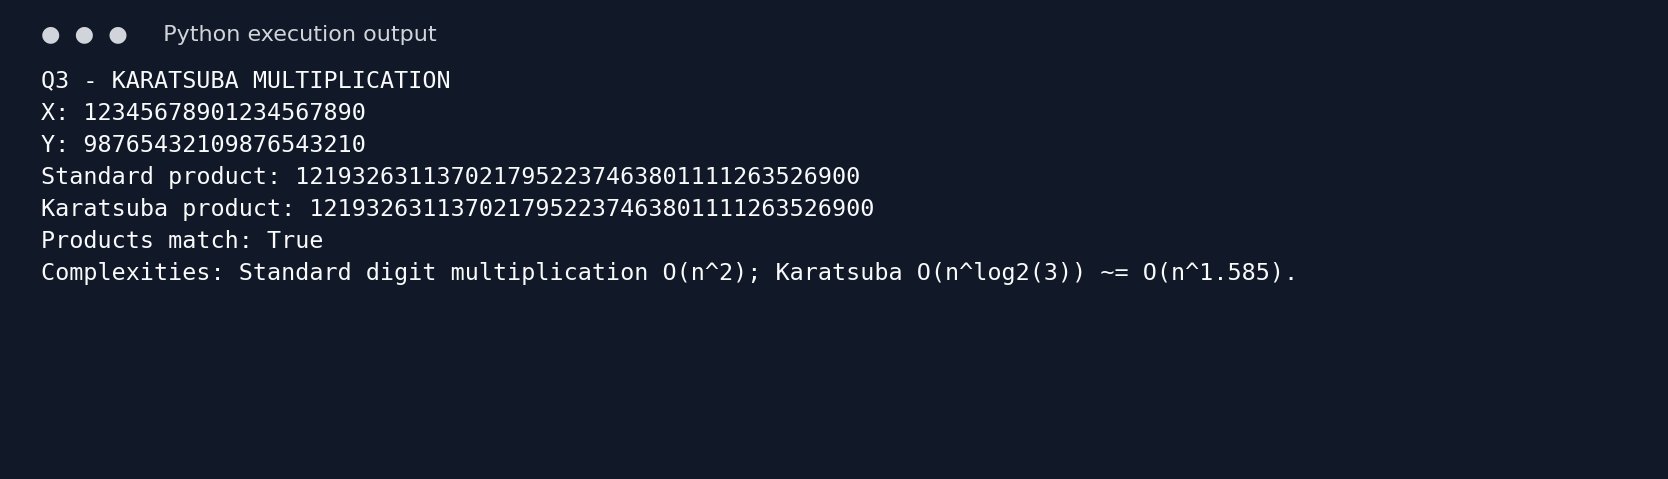 Python execution output
Q3 - KARATSUBA MULTIPLICATION
X: 12345678901234567890
Y: 98765432109876543210
Standard product: 1219326311370217952237463801111263526900
Karatsuba product: 1219326311370217952237463801111263526900
Products match: True
Complexities: Standard digit multiplication O(n^2); Karatsuba O(n^log2(3)) ~= O(n^1.585).